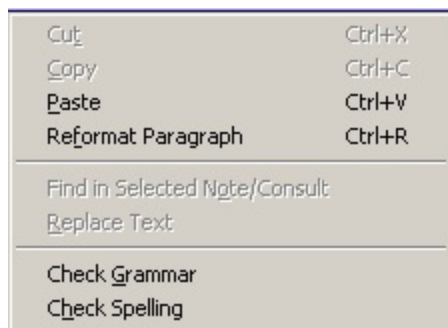 Cut Ctrl+X
Copy Ctrl+C
Paste Ctrl+V
Reformat Paragraph Ctrl+R
Find in Selected Note/Consult
Replace Text
Check Grammar
Check Spelling